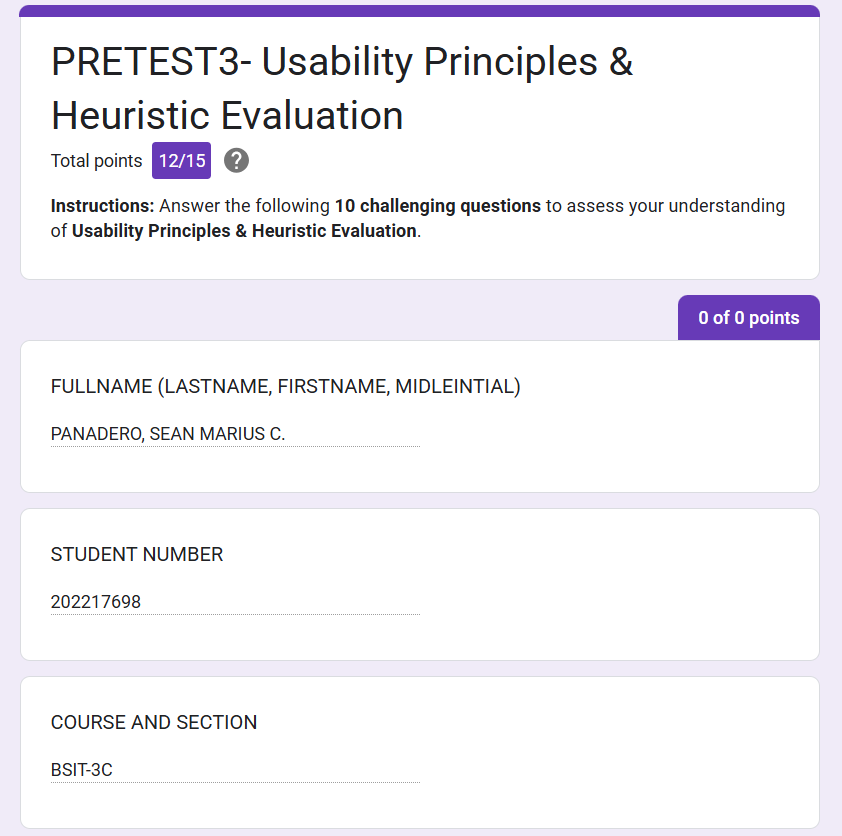 PRETEST3- Usability Principles &
Heuristic Evaluation
Total points 12/15 ?
Instructions: Answer the following 10 challenging questions to assess your understanding
of Usability Principles & Heuristic Evaluation.
0 of 0 points
FULLNAME (LASTNAME, FIRSTNAME, MIDLEINTIAL)
PANADERO, SEAN MARIUS C.
STUDENT NUMBER
202217698
COURSE AND SECTION
BSIT-3C